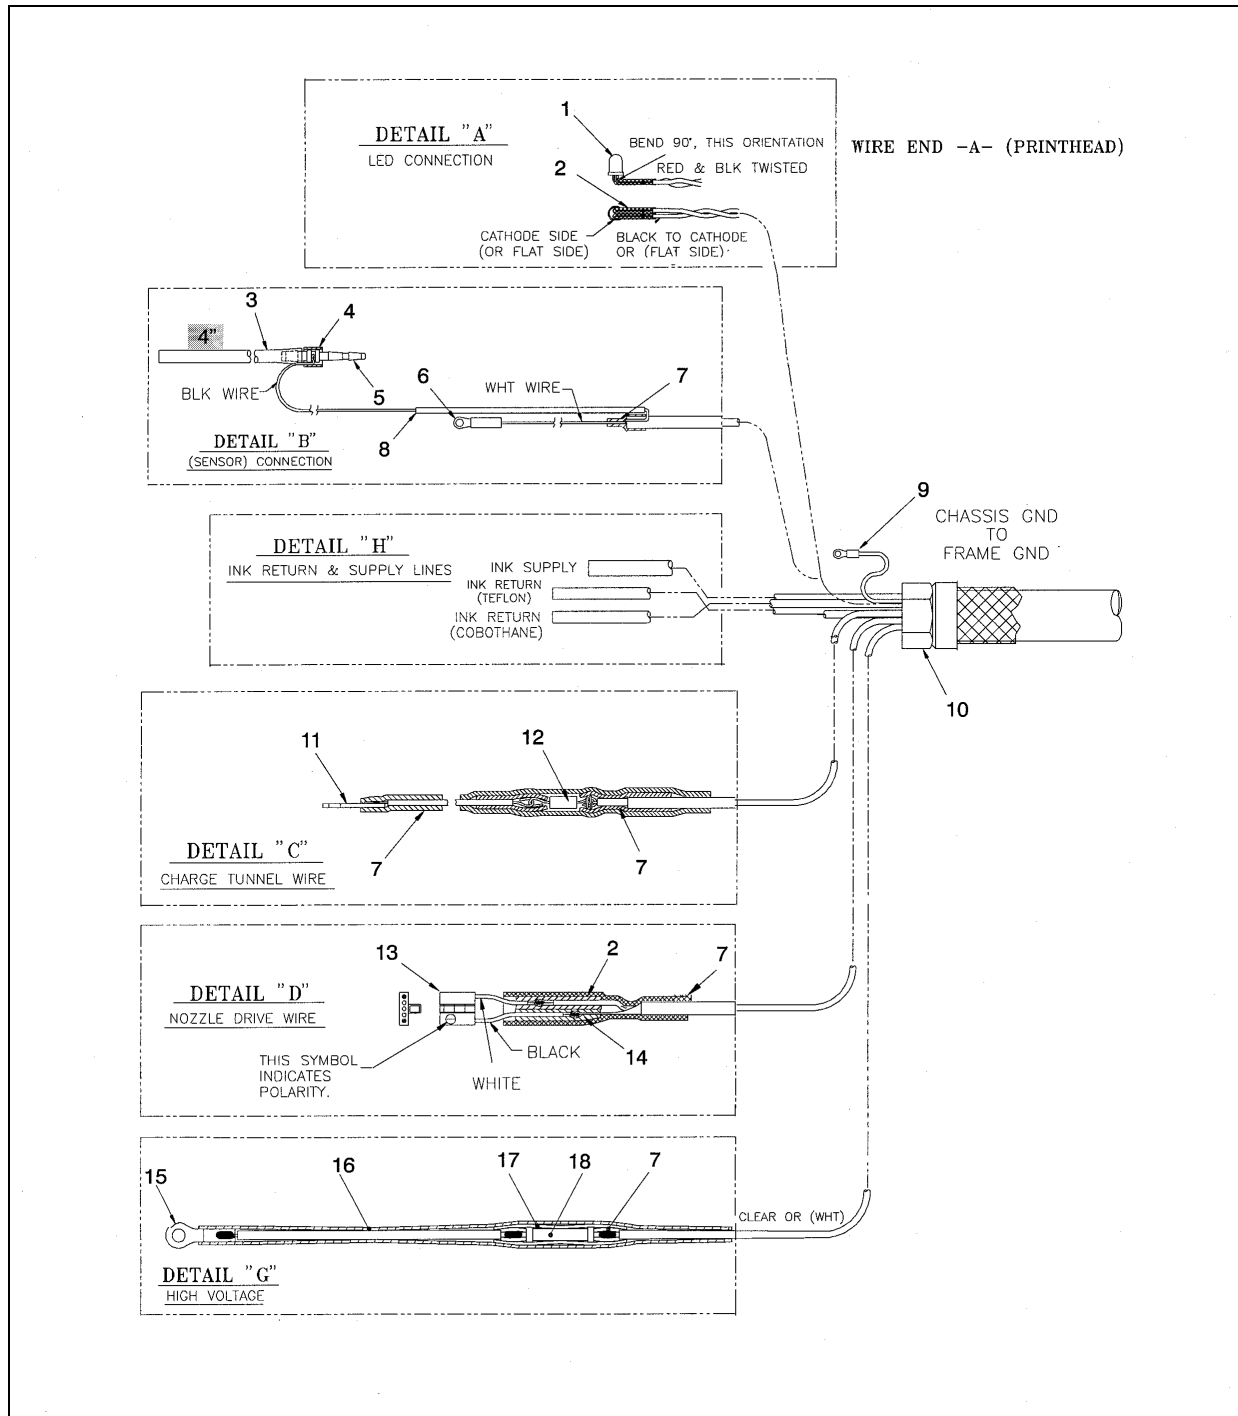 1
DETAIL "A"
LED CONNECTION
BEND 90°, THIS ORIENTATION
RED & BLK TWISTED
WIRE END -A- (PRINTHEAD)
2
CATHODE SIDE
(OR FLAT SIDE)
BLACK TO CATHODE
OR (FLAT SIDE)
3
4
4"
BLK WIRE
5
6
WHT WIRE
7
8
DETAIL "B"
(SENSOR) CONNECTION
9
CHASSIS GND
TO
FRAME GND
DETAIL "H"
INK RETURN & SUPPLY LINES
INK SUPPLY
INK RETURN
(TEFLON)
INK RETURN
(COBOTHANE)
10
11
12
7
7
DETAIL "C"
CHARGE TUNNEL WIRE
13
2
7
DETAIL "D"
NOZZLE DRIVE WIRE
THIS SYMBOL
INDICATES
POLARITY.
BLACK
WHITE
14
15
16
17
18
7
CLEAR OR (WHT)
DETAIL "G"
HIGH VOLTAGE